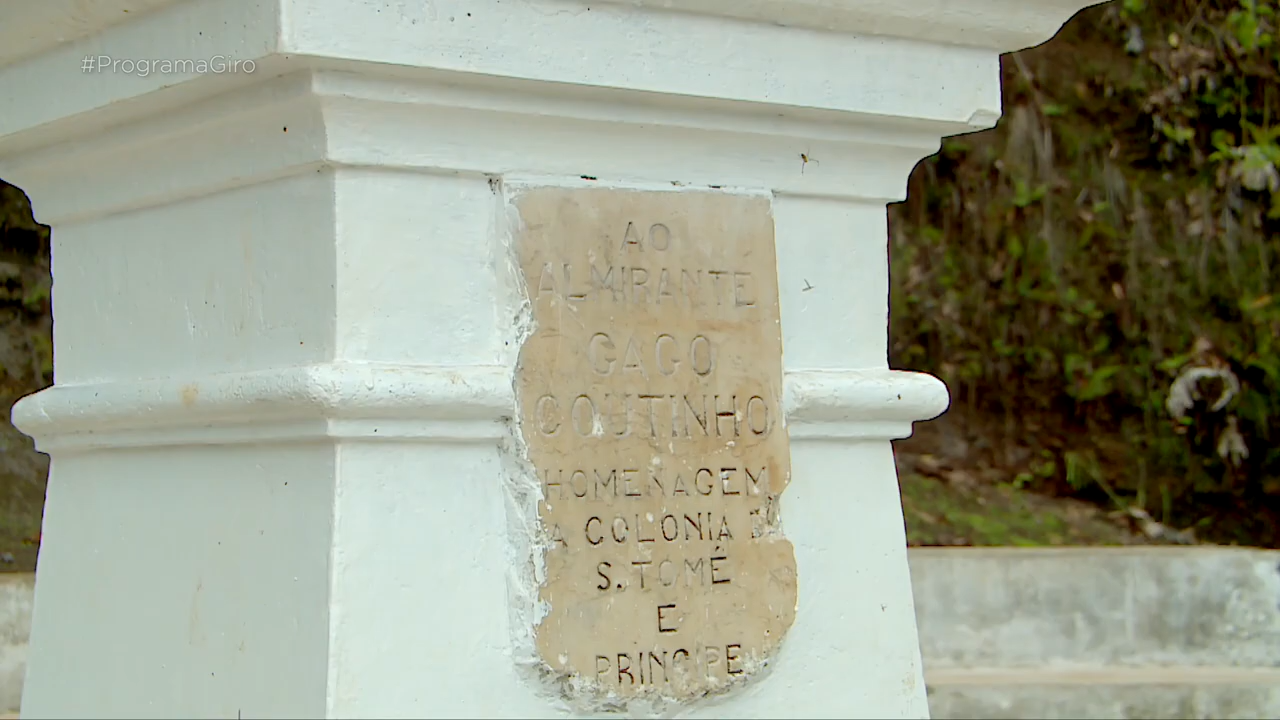 #ProgramaGiro
AO
ALMIRANTE
GAGO
COUTINHO
HOMENAGEM
A COLONIA
S. TOMÉ
E
PRINCIPE